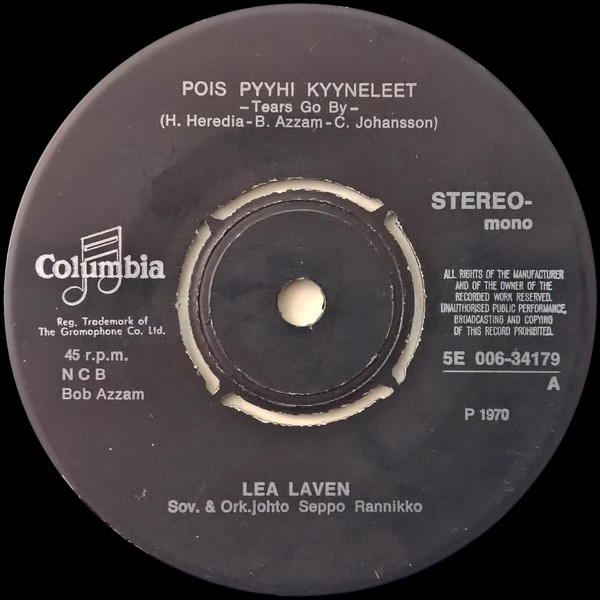 POIS PYYHI KYYNELEET
-Tears Go By-
(H. Heredia-B. Azzam-C. Johansson)
STEREO-
mono
Columbia
Reg. Trademark of
The Gramophone Co. Ltd.
45 r.p.m.
NCB
Bob Azzam
ALL RIGHTS OF THE MANUFACTURER
AND OF THE OWNER OF THE
RECORDED WORK RESERVED.
UNAUTHORISED PUBLIC PERFORMANCE,
BROADCASTING AND COPYING
OF THIS RECORD PROHIBITED.
5E 006-34179
A
P 1970
LEA LAVEN
Sov. & Ork.johto Seppo Rannikko